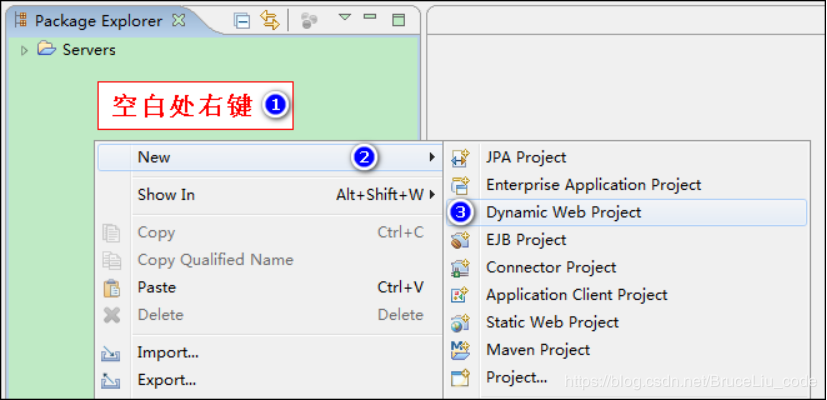 Package Explorer
Servers
空白处右键 1
New 2
Show In Alt+Shift+W
Copy Ctrl+C
Copy Qualified Name
Paste Ctrl+V
Delete Delete
Import...
Export...
JPA Project
Enterprise Application Project
3 Dynamic Web Project
EJB Project
Connector Project
Application Client Project
Static Web Project
Maven Project
Project...
https://blog.csdn.net/BruceLiu_code